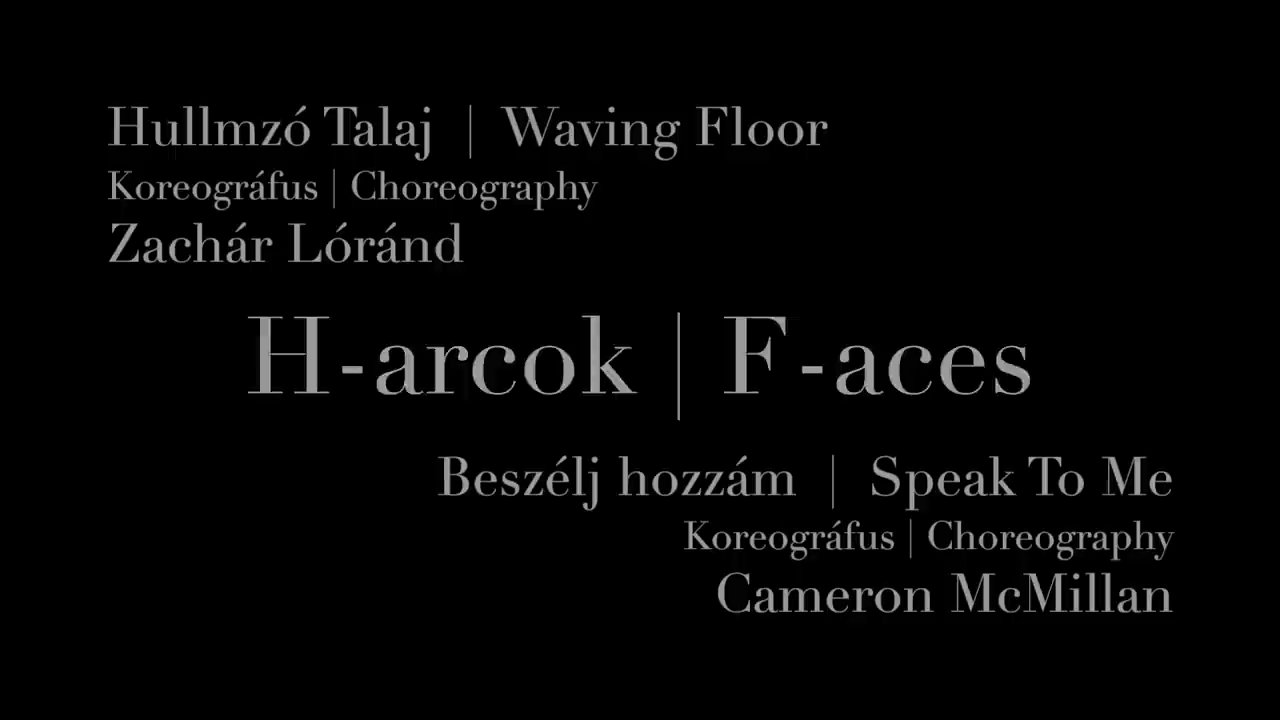 Hullmzó Talaj | Waving Floor
Koreográfus | Choreography
Zachár Lóránd
H-arcok | F-aces
Beszélj hozzám | Speak To Me
Koreográfus | Choreography
Cameron McMillan